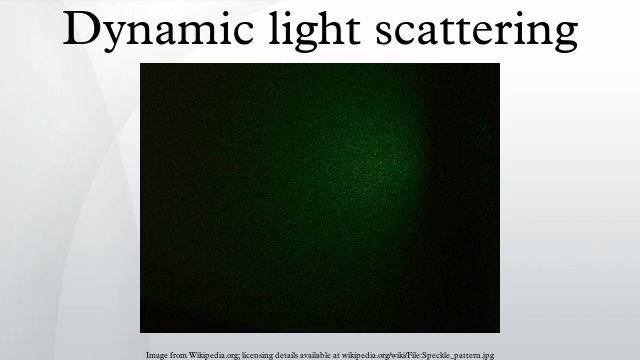 Dynamic light scattering
Image from Wikipedia.org; licensing details available at wikipedia.org/wiki/File:Speckle_pattern.jpg